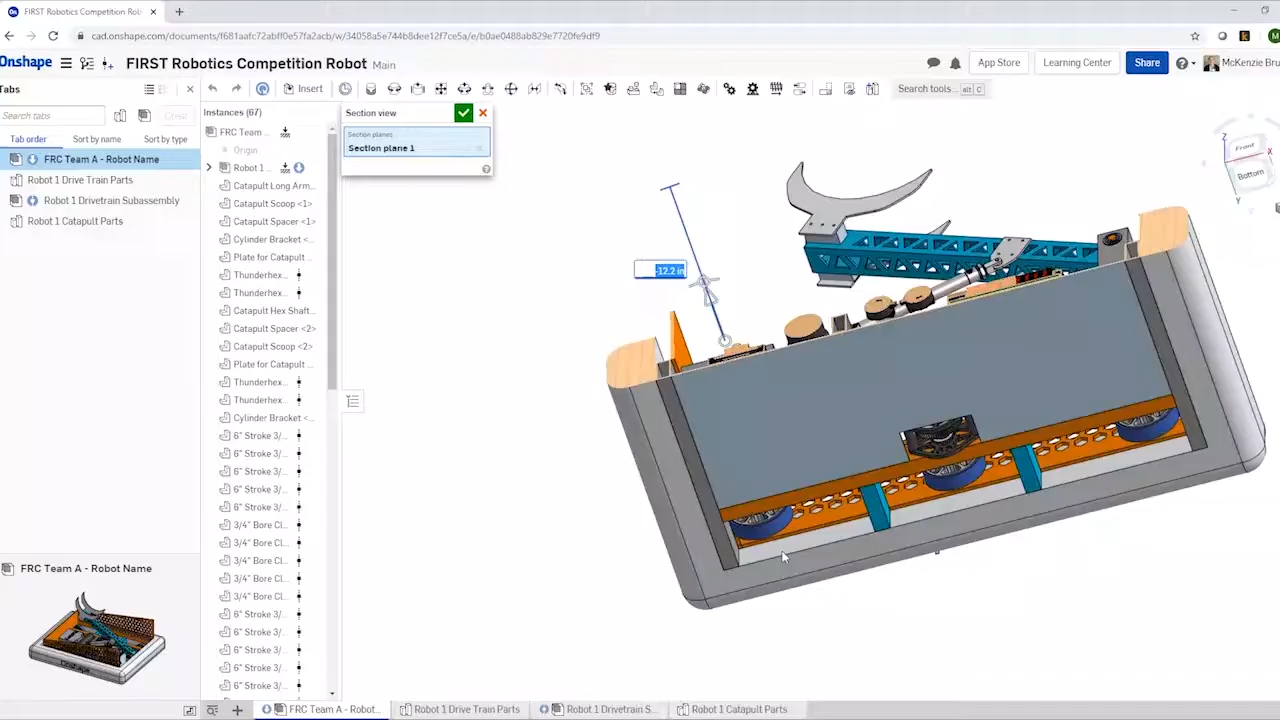 FIRST Robotics Competition Rob
cad.onshape.com/documents/f681aafc72abff0e57fa2acb/w/34058a5e744b8dee12f7ce5a/e/b0ae0488ab829e7720fe9df9
Onshape
FIRST Robotics Competition Robot Main
App Store
Learning Center
Share
McKenzie Bru
Tabs
Insert
Search tools... alt C
Search tabs
Close
Instances (67)
Section view
Tab order
Sort by name
Sort by type
Section planes
Section plane 1
FRC Team A - Robot Name
Robot 1 Drive Train Parts
Robot 1 Drivetrain Subassembly
Robot 1 Catapult Parts
FRC Team ...
Origin
Robot 1 ...
Catapult Long Arm...
Catapult Scoop <1>
Catapult Spacer <1>
Cylinder Bracket <...
Plate for Catapult ...
Thunderhex...
Thunderhex...
Catapult Hex Shaft...
Catapult Spacer <2>
Catapult Scoop <2>
Plate for Catapult ...
Thunderhex...
Thunderhex...
Cylinder Bracket <...
6" Stroke 3/...
6" Stroke 3/...
6" Stroke 3/...
6" Stroke 3/...
6" Stroke 3/...
3/4" Bore Cl...
3/4" Bore Cl...
3/4" Bore Cl...
3/4" Bore Cl...
3/4" Bore Cl...
6" Stroke 3/...
6" Stroke 3/...
6" Stroke 3/...
6" Stroke 3/...
6" Stroke 3/...
-12.2 in
Z
Front
X
Bottom
Y
FRC Team A - Robot Name
Onshape
FRC Team A - Robot...
Robot 1 Drive Train Parts
Robot 1 Drivetrain S...
Robot 1 Catapult Parts